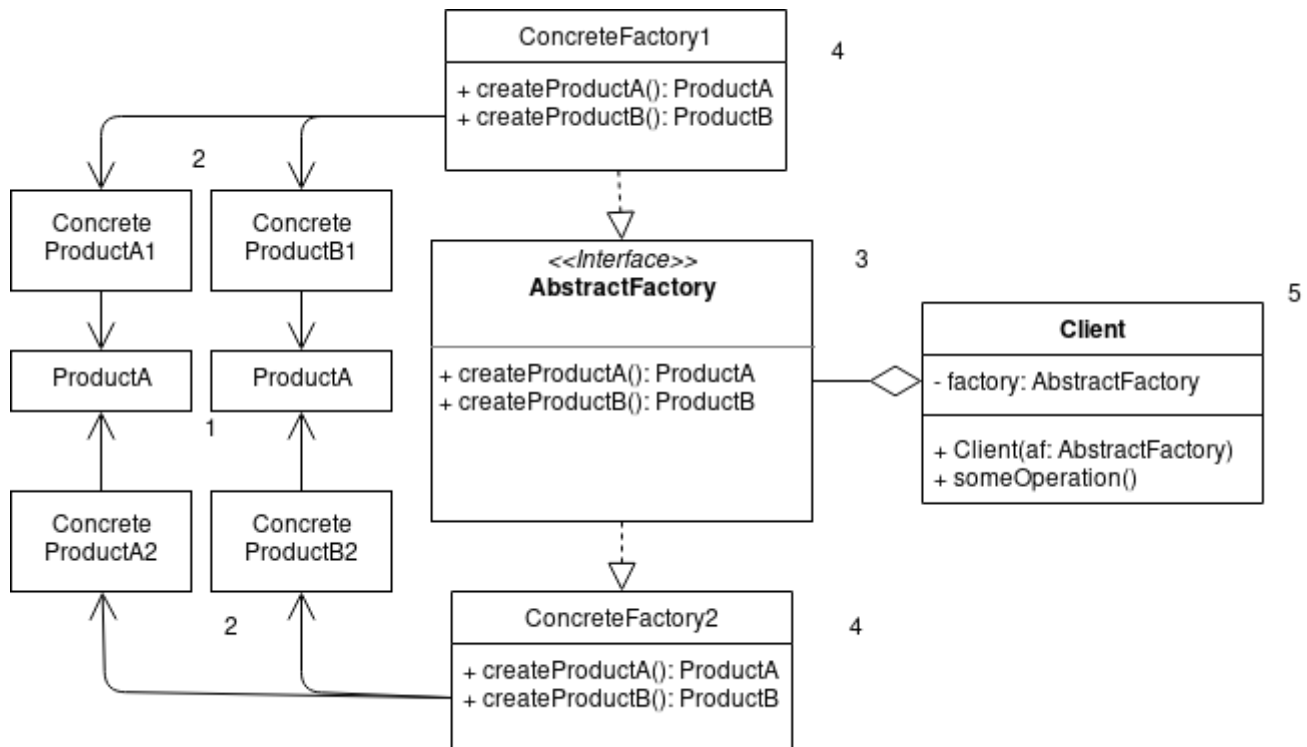 ConcreteFactory1
4
+ createProductA(): ProductA
+ createProductB(): ProductB
2
Concrete
ProductA1
Concrete
ProductB1
<<Interface>>
AbstractFactory
3
5
Client
ProductA
ProductA
+ createProductA(): ProductA
+ createProductB(): ProductB
- factory: AbstractFactory
1
+ Client(af: AbstractFactory)
+ someOperation()
Concrete
ProductA2
Concrete
ProductB2
2
ConcreteFactory2
4
+ createProductA(): ProductA
+ createProductB(): ProductB